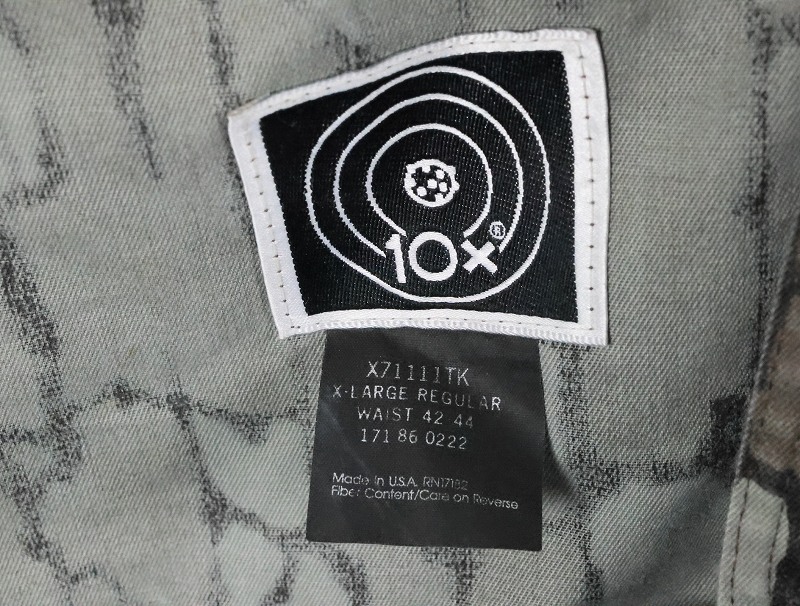 10x®
X71111TK
X-LARGE REGULAR
WAIST 42 44
171 86 0222
Made in U.S.A. RN17182
Fiber Content/Care on Reverse